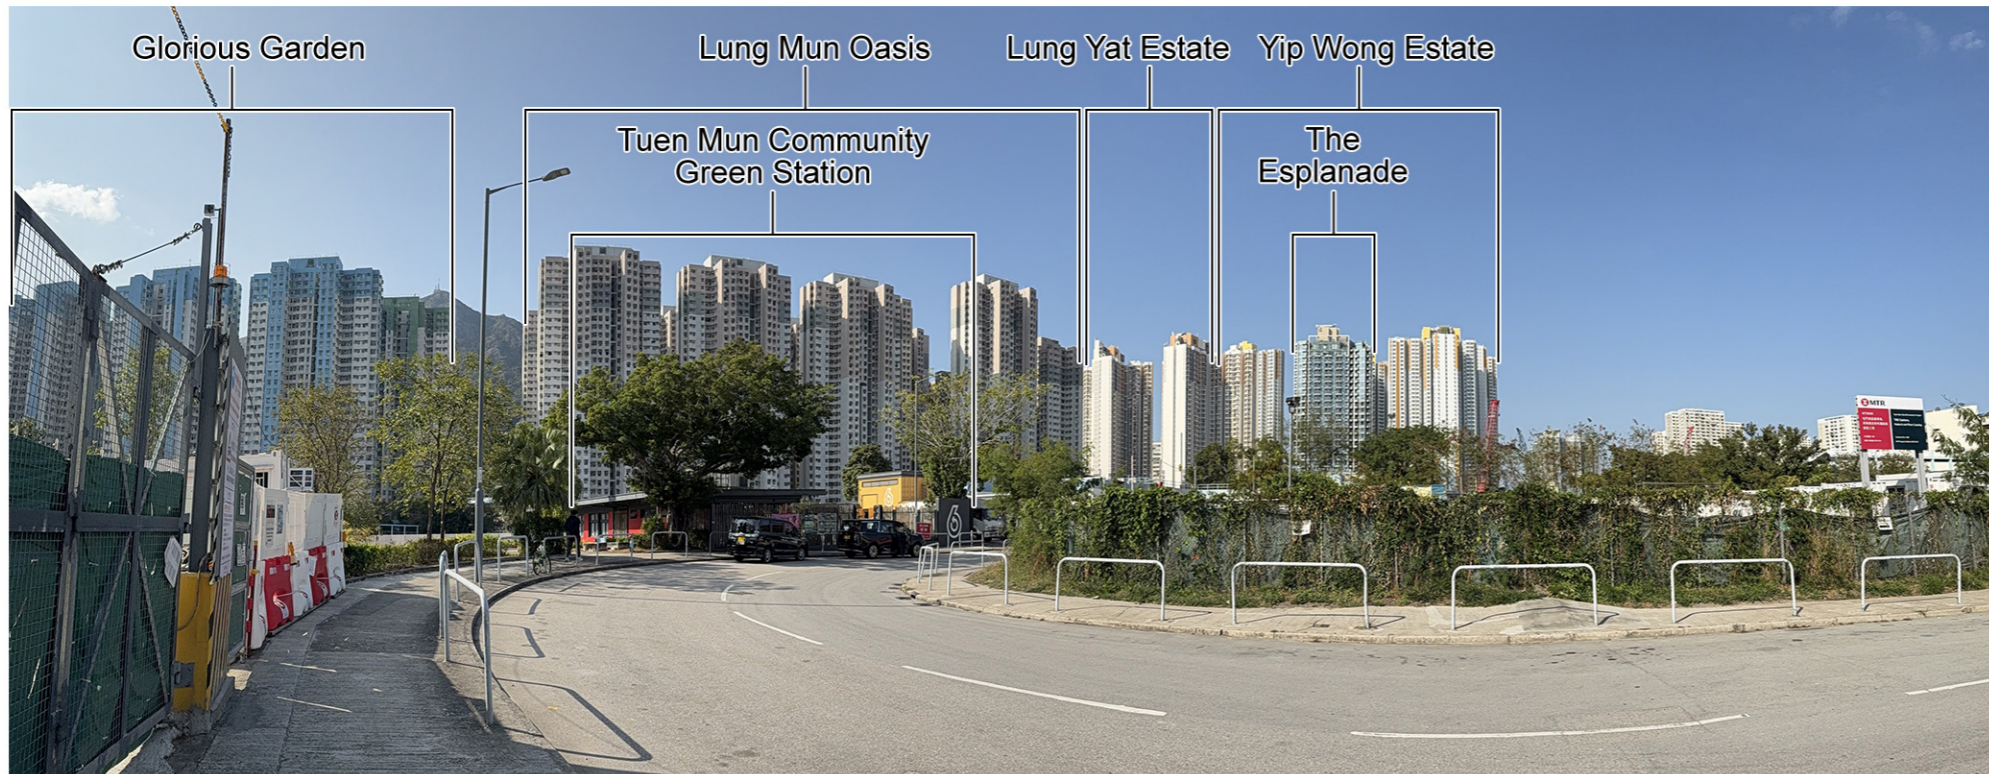 Glorious Garden
Lung Mun Oasis
Lung Yat Estate
Yip Wong Estate
Tuen Mun Community
Green Station
The
Esplanade
MTR
6